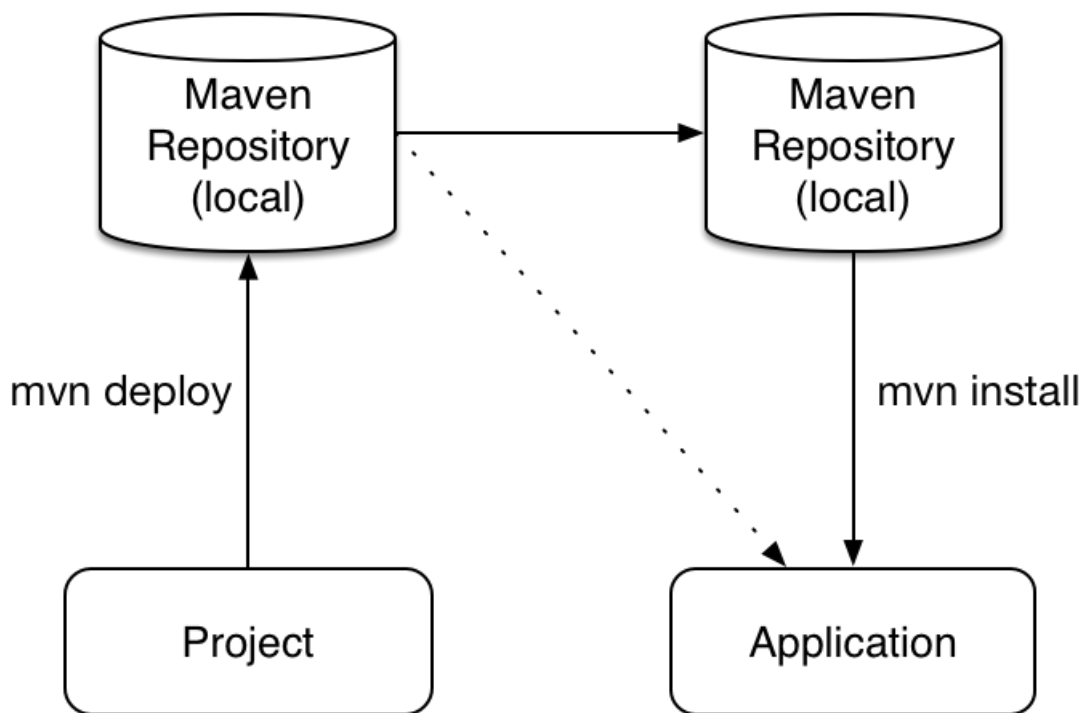 Maven
Repository
(local)
Maven
Repository
(local)
mvn deploy
mvn install
Project
Application